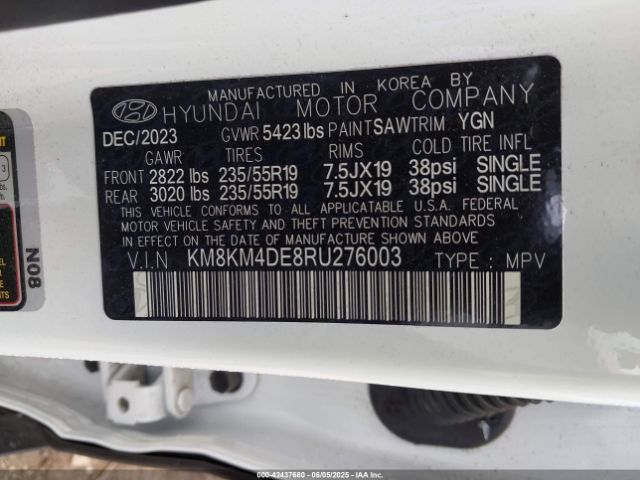 MANUFACTURED IN KOREA BY
HYUNDAI MOTOR COMPANY
DEC/2023 GVWR 5423 lbs PAINT SAW TRIM YGN
GAWR TIRES RIMS COLD TIRE INFL
FRONT 2822 lbs 235/55R19 7.5JX19 38psi SINGLE
REAR 3020 lbs 235/55R19 7.5JX19 38psi SINGLE
THIS VEHICLE CONFORMS TO ALL APPLICATABLE U.S.A. FEDERAL
MOTOR VEHICLE SAFETY AND THEFT PREVENTION STANDARDS
IN EFFECT ON THE DATE OF MANUFACTURE SHOWN ABOVE.
V.I.N KM8KM4DE8RU276003 TYPE : MPV
N08
000-42437680 06/05/2025 - IAA Inc.